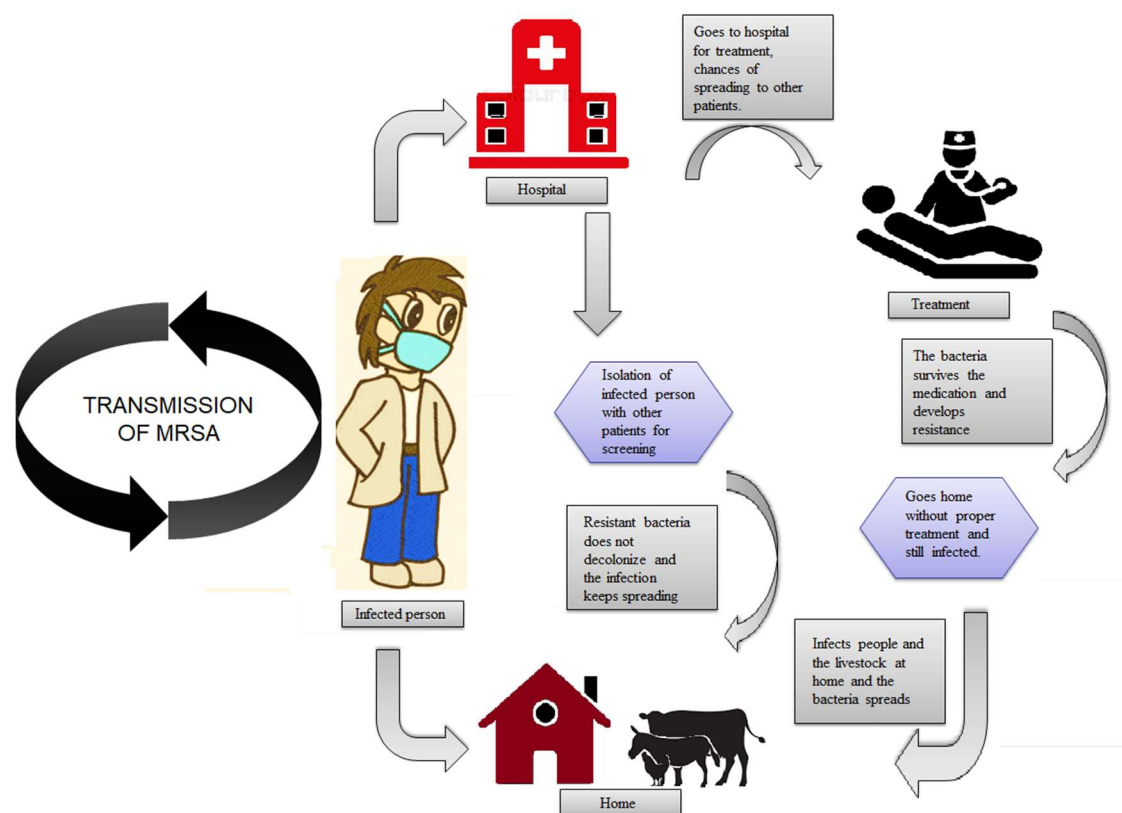 Goes to hospital
for treatment,
chances of
spreading to other
patients.
Hospital
Treatment
TRANSMISSION
OF MRSA
The bacteria
survives the
medication and
develops
resistance
Isolation of
infected person
with other
patients for
screening
Goes home
without proper
treatment and
still infected.
Resistant bacteria
does not
decolonize and
the infection
keeps spreading
Infected person
Infects people and
the livestock at
home and the
bacteria spreads
Home